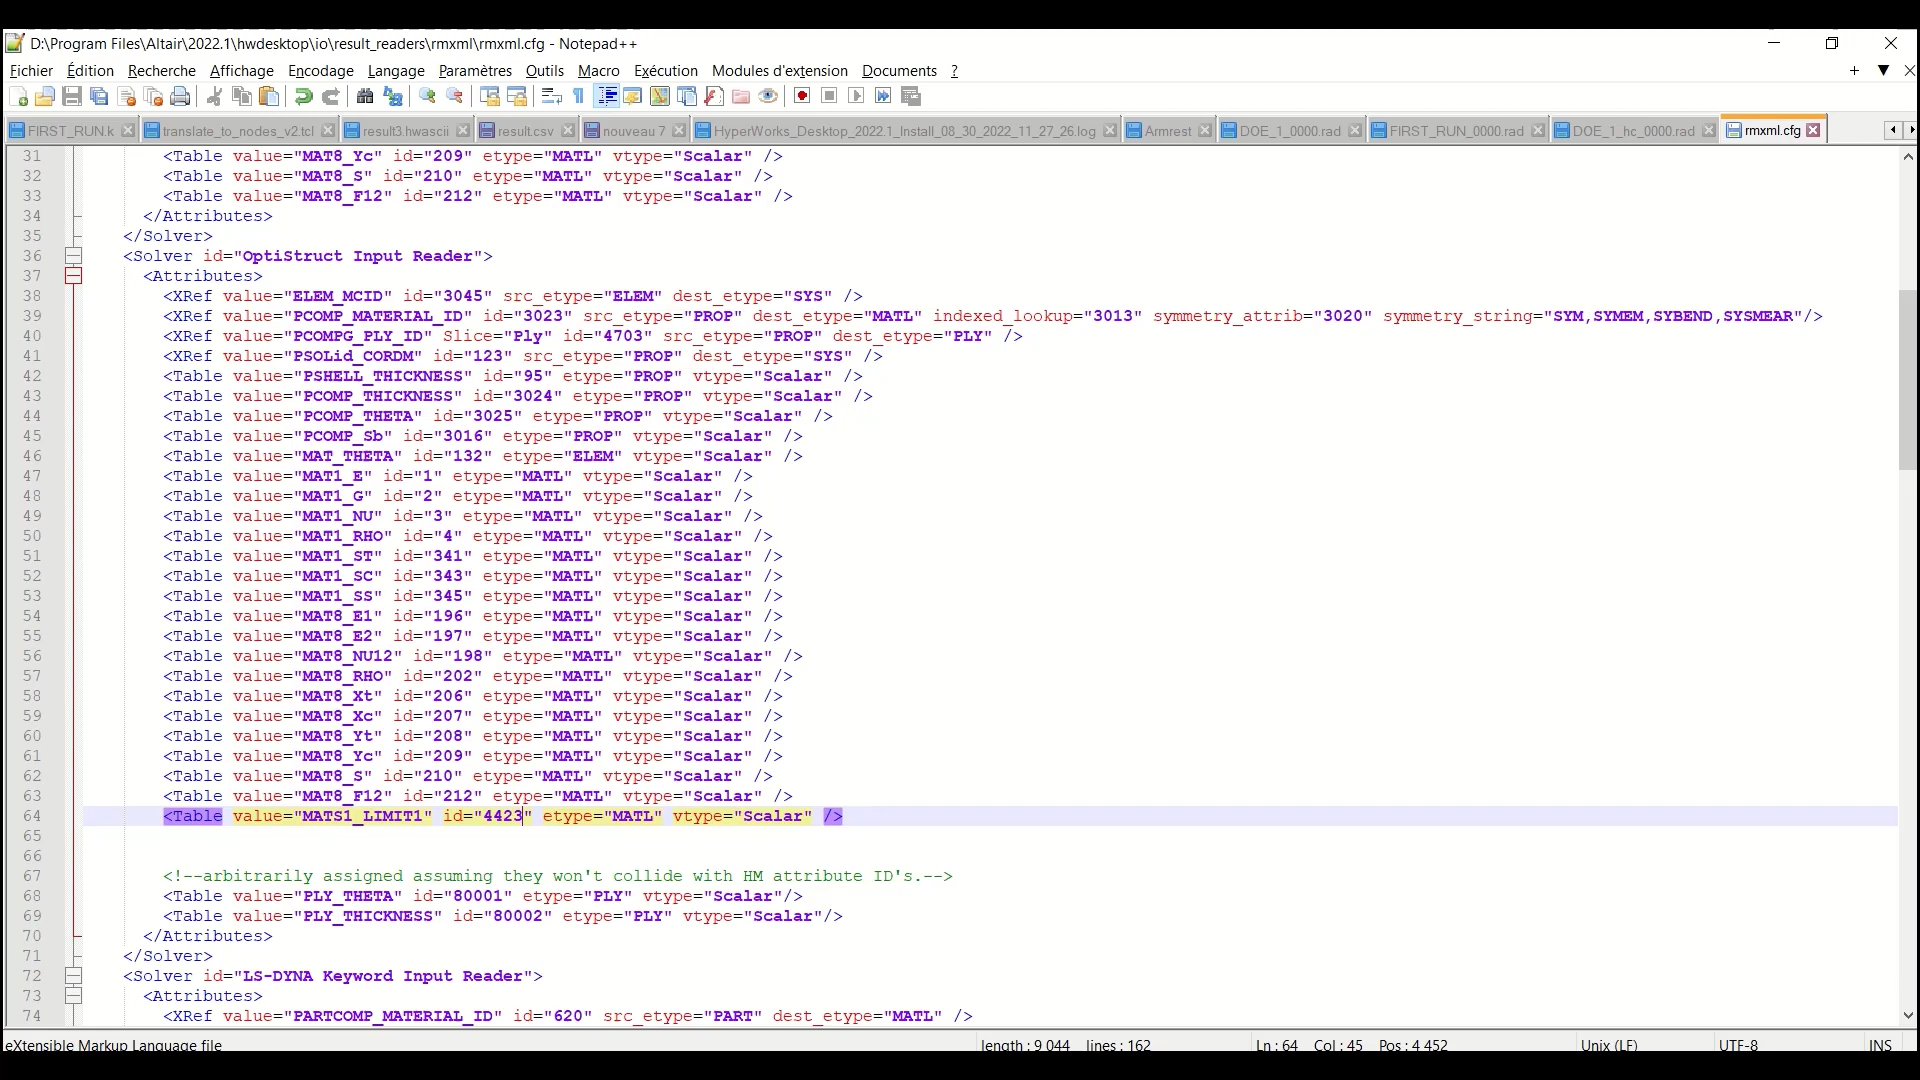 D:\Program Files\Altair\2022.1\hwdesktop\io\result_readers\rmxml\rmxml.cfg - Notepad++
Fichier Édition Recherche Affichage Encodage Langage Paramètres Outils Macro Exécution Modules d'extension Documents ?
FIRST_RUN.k translate_to_nodes_v2.tcl result3.hwascii result.csv nouveau 7 HyperWorks_Desktop_2022.1_Install_08_30_2022_11_27_26.log Armrest DOE_1_0000.rad FIRST_RUN_0000.rad DOE_1_hc_0000.rad rmxml.cfg
31 <Table value="MAT8_Yc" id="209" etype="MATL" vtype="Scalar" />
32 <Table value="MAT8_S" id="210" etype="MATL" vtype="Scalar" />
33 <Table value="MAT8_F12" id="212" etype="MATL" vtype="Scalar" />
34 </Attributes>
35 </Solver>
36 <Solver id="OptiStruct Input Reader">
37 <Attributes>
38 <XRef value="ELEM_MCID" id="3045" src_etype="ELEM" dest_etype="SYS" />
39 <XRef value="PCOMP_MATERIAL_ID" id="3023" src_etype="PROP" dest_etype="MATL" indexed_lookup="3013" symmetry_attrib="3020" symmetry_string="SYM,SYMEM,SYBEND,SYSMEAR"/>
40 <XRef value="PCOMPG_PLY_ID" Slice="Ply" id="4703" src_etype="PROP" dest_etype="PLY" />
41 <XRef value="PSOLid_CORDM" id="123" src_etype="PROP" dest_etype="SYS" />
42 <Table value="PSHELL_THICKNESS" id="95" etype="PROP" vtype="Scalar" />
43 <Table value="PCOMP_THICKNESS" id="3024" etype="PROP" vtype="Scalar" />
44 <Table value="PCOMP_THETA" id="3025" etype="PROP" vtype="Scalar" />
45 <Table value="PCOMP_Sb" id="3016" etype="PROP" vtype="Scalar" />
46 <Table value="MAT_THETA" id="132" etype="ELEM" vtype="Scalar" />
47 <Table value="MAT1_E" id="1" etype="MATL" vtype="Scalar" />
48 <Table value="MAT1_G" id="2" etype="MATL" vtype="Scalar" />
49 <Table value="MAT1_NU" id="3" etype="MATL" vtype="Scalar" />
50 <Table value="MAT1_RHO" id="4" etype="MATL" vtype="Scalar" />
51 <Table value="MAT1_ST" id="341" etype="MATL" vtype="Scalar" />
52 <Table value="MAT1_SC" id="343" etype="MATL" vtype="Scalar" />
53 <Table value="MAT1_SS" id="345" etype="MATL" vtype="Scalar" />
54 <Table value="MAT8_E1" id="196" etype="MATL" vtype="Scalar" />
55 <Table value="MAT8_E2" id="197" etype="MATL" vtype="Scalar" />
56 <Table value="MAT8_NU12" id="198" etype="MATL" vtype="Scalar" />
57 <Table value="MAT8_RHO" id="202" etype="MATL" vtype="Scalar" />
58 <Table value="MAT8_Xt" id="206" etype="MATL" vtype="Scalar" />
59 <Table value="MAT8_Xc" id="207" etype="MATL" vtype="Scalar" />
60 <Table value="MAT8_Yt" id="208" etype="MATL" vtype="Scalar" />
61 <Table value="MAT8_Yc" id="209" etype="MATL" vtype="Scalar" />
62 <Table value="MAT8_S" id="210" etype="MATL" vtype="Scalar" />
63 <Table value="MAT8_F12" id="212" etype="MATL" vtype="Scalar" />
64 <Table value="MATS1_LIMIT1" id="4423" etype="MATL" vtype="Scalar" />
65
66
67 <!--arbitrarily assigned assuming they won't collide with HM attribute ID's.-->
68 <Table value="PLY_THETA" id="80001" etype="PLY" vtype="Scalar"/>
69 <Table value="PLY_THICKNESS" id="80002" etype="PLY" vtype="Scalar"/>
70 </Attributes>
71 </Solver>
72 <Solver id="LS-DYNA Keyword Input Reader">
73 <Attributes>
74 <XRef value="PARTCOMP_MATERIAL_ID" id="620" src_etype="PART" dest_etype="MATL" />
eXtensible Markup Language file length : 9 044 lines : 162 Ln : 64 Col : 45 Pos : 4 452 Unix (LF) UTF-8 INS